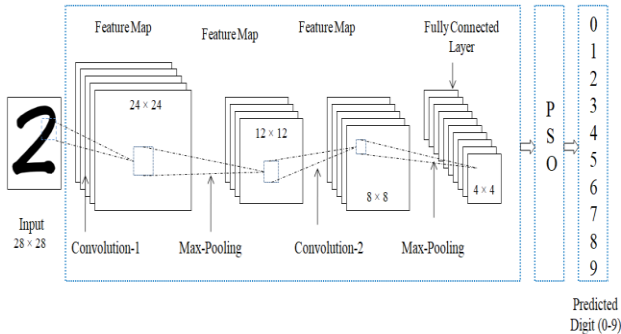 Feature Map
Feature Map
Feature Map
Fully Connected
Layer
24 × 24
12 × 12
8 × 8
4 × 4
2
Input
28 × 28
Convolution-1
Max-Pooling
Convolution-2
Max-Pooling
P
S
O
0
1
2
3
4
5
6
7
8
9
Predicted
Digit (0-9)